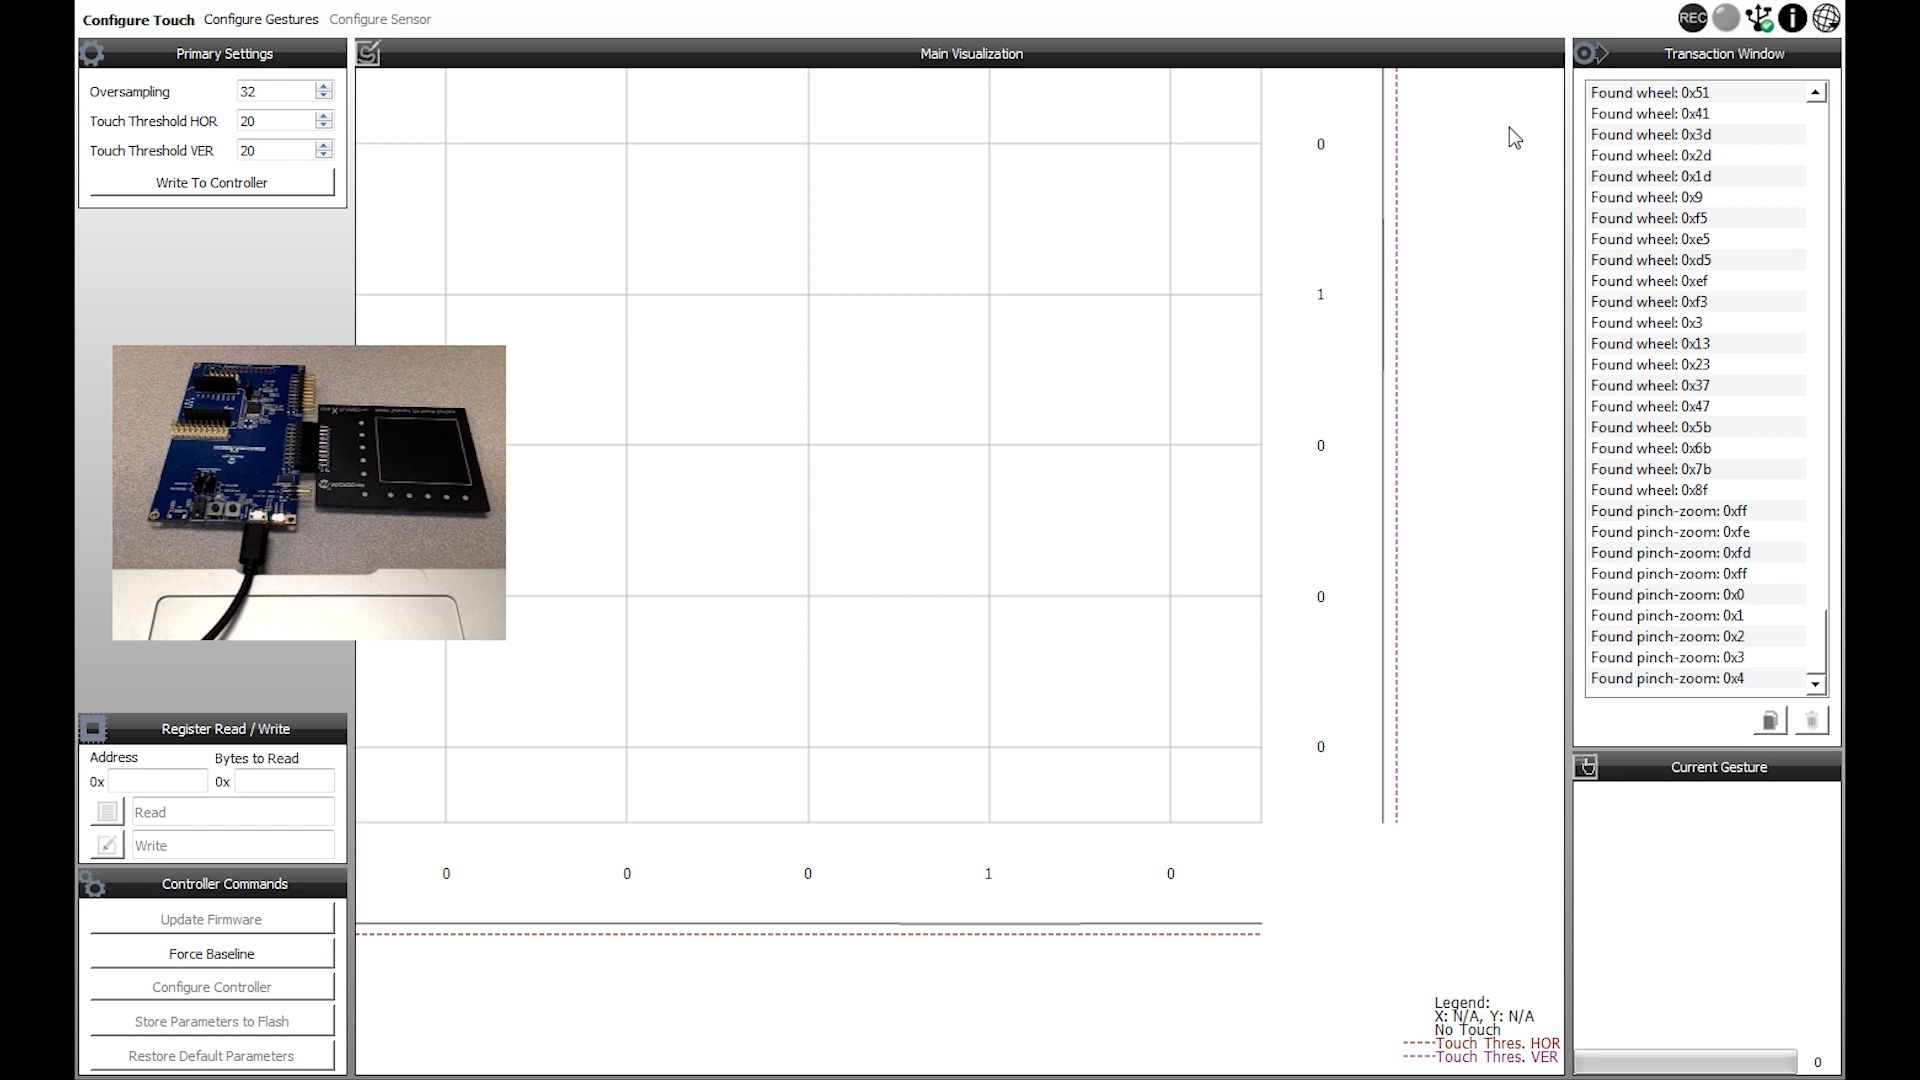 Configure Touch Configure Gestures Configure Sensor
REC
Primary Settings
Oversampling 32
Touch Threshold HOR 20
Touch Threshold VER 20
Write To Controller
Main Visualization
0
1
0
0
0
0 0 0 1 0
Legend:
X: N/A, Y: N/A
No Touch
-----Touch Thres. HOR
-----Touch Thres. VER
Register Read / Write
Address Bytes to Read
0x 0x
Read
Write
Controller Commands
Update Firmware
Force Baseline
Configure Controller
Store Parameters to Flash
Restore Default Parameters
Transaction Window
Found wheel: 0x51
Found wheel: 0x41
Found wheel: 0x3d
Found wheel: 0x2d
Found wheel: 0x1d
Found wheel: 0x9
Found wheel: 0xf5
Found wheel: 0xe5
Found wheel: 0xd5
Found wheel: 0xef
Found wheel: 0xf3
Found wheel: 0x3
Found wheel: 0x13
Found wheel: 0x23
Found wheel: 0x37
Found wheel: 0x47
Found wheel: 0x5b
Found wheel: 0x6b
Found wheel: 0x7b
Found wheel: 0x8f
Found pinch-zoom: 0xff
Found pinch-zoom: 0xfe
Found pinch-zoom: 0xfd
Found pinch-zoom: 0xff
Found pinch-zoom: 0x0
Found pinch-zoom: 0x1
Found pinch-zoom: 0x2
Found pinch-zoom: 0x3
Found pinch-zoom: 0x4
Current Gesture
0